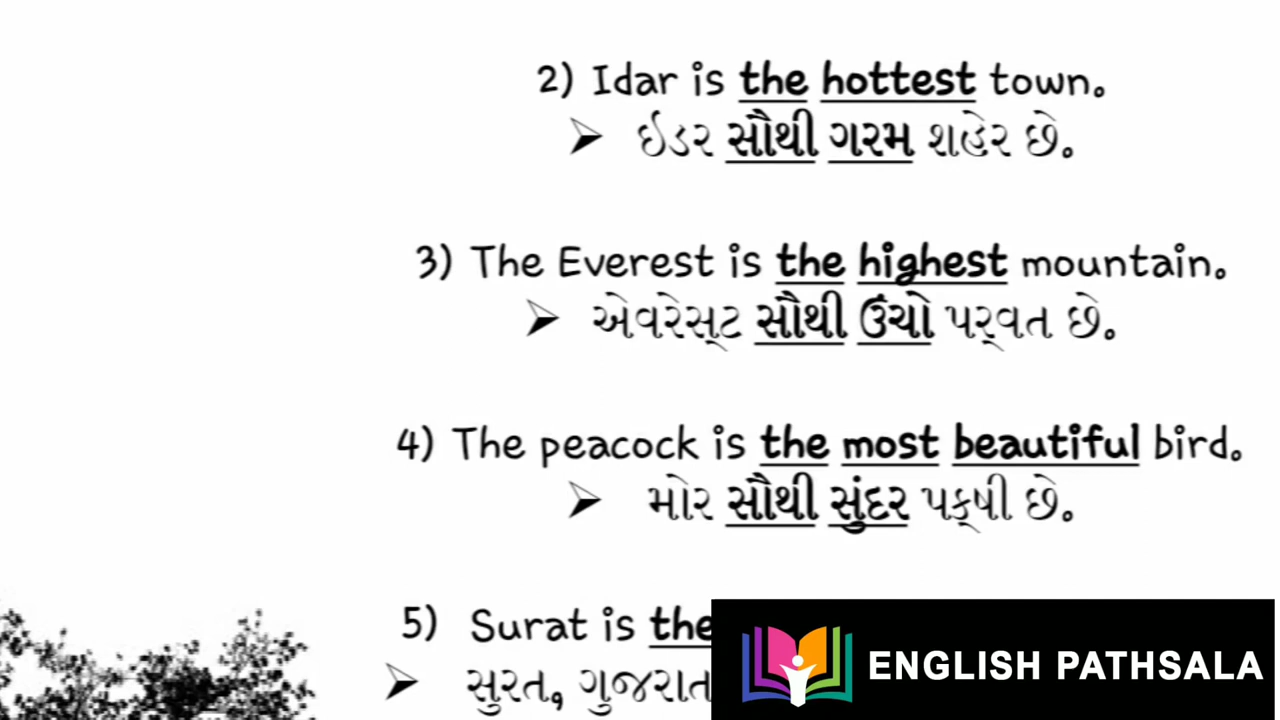 2) Idar is the hottest town.
➢ ઈડર સૌથી ગરમ શહેર છે.
3) The Everest is the highest mountain.
➢ એવરેસ્ટ સૌથી ઉંચો પર્વત છે.
4) The peacock is the most beautiful bird.
➢ મોર સૌથી સુંદર પક્ષી છે.
5) Surat is the
➢ સુરત, ગુજરાત
ENGLISH PATHSALA